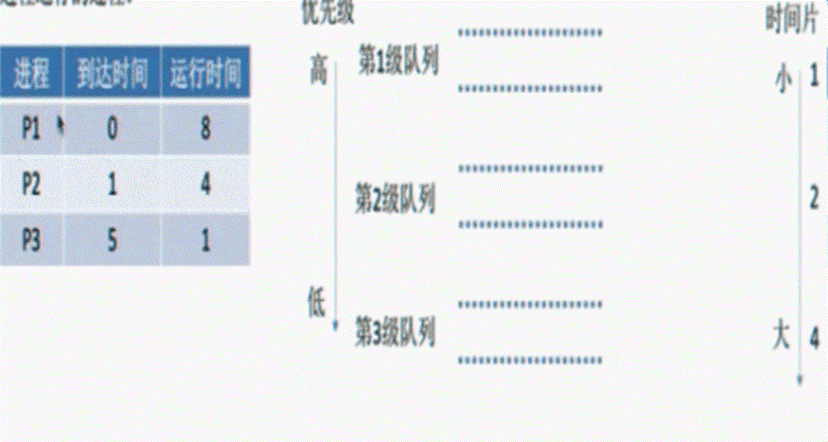 优先级
时间片
进程 到达时间 运行时间
P1 0 8
P2 1 4
P3 5 1
高
低
第1级队列
第2级队列
第3级队列
小 1
2
大 4